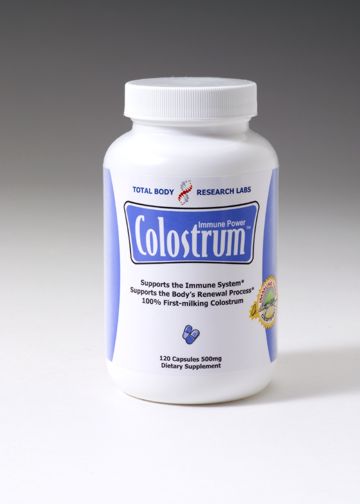 TOTAL BODY RESEARCH LABS
Immune Power
Colostrum™
Supports the Immune System*
Supports the Body's Renewal Process*
100% First-milking Colostrum
120 Capsules 500mg
Dietary Supplement